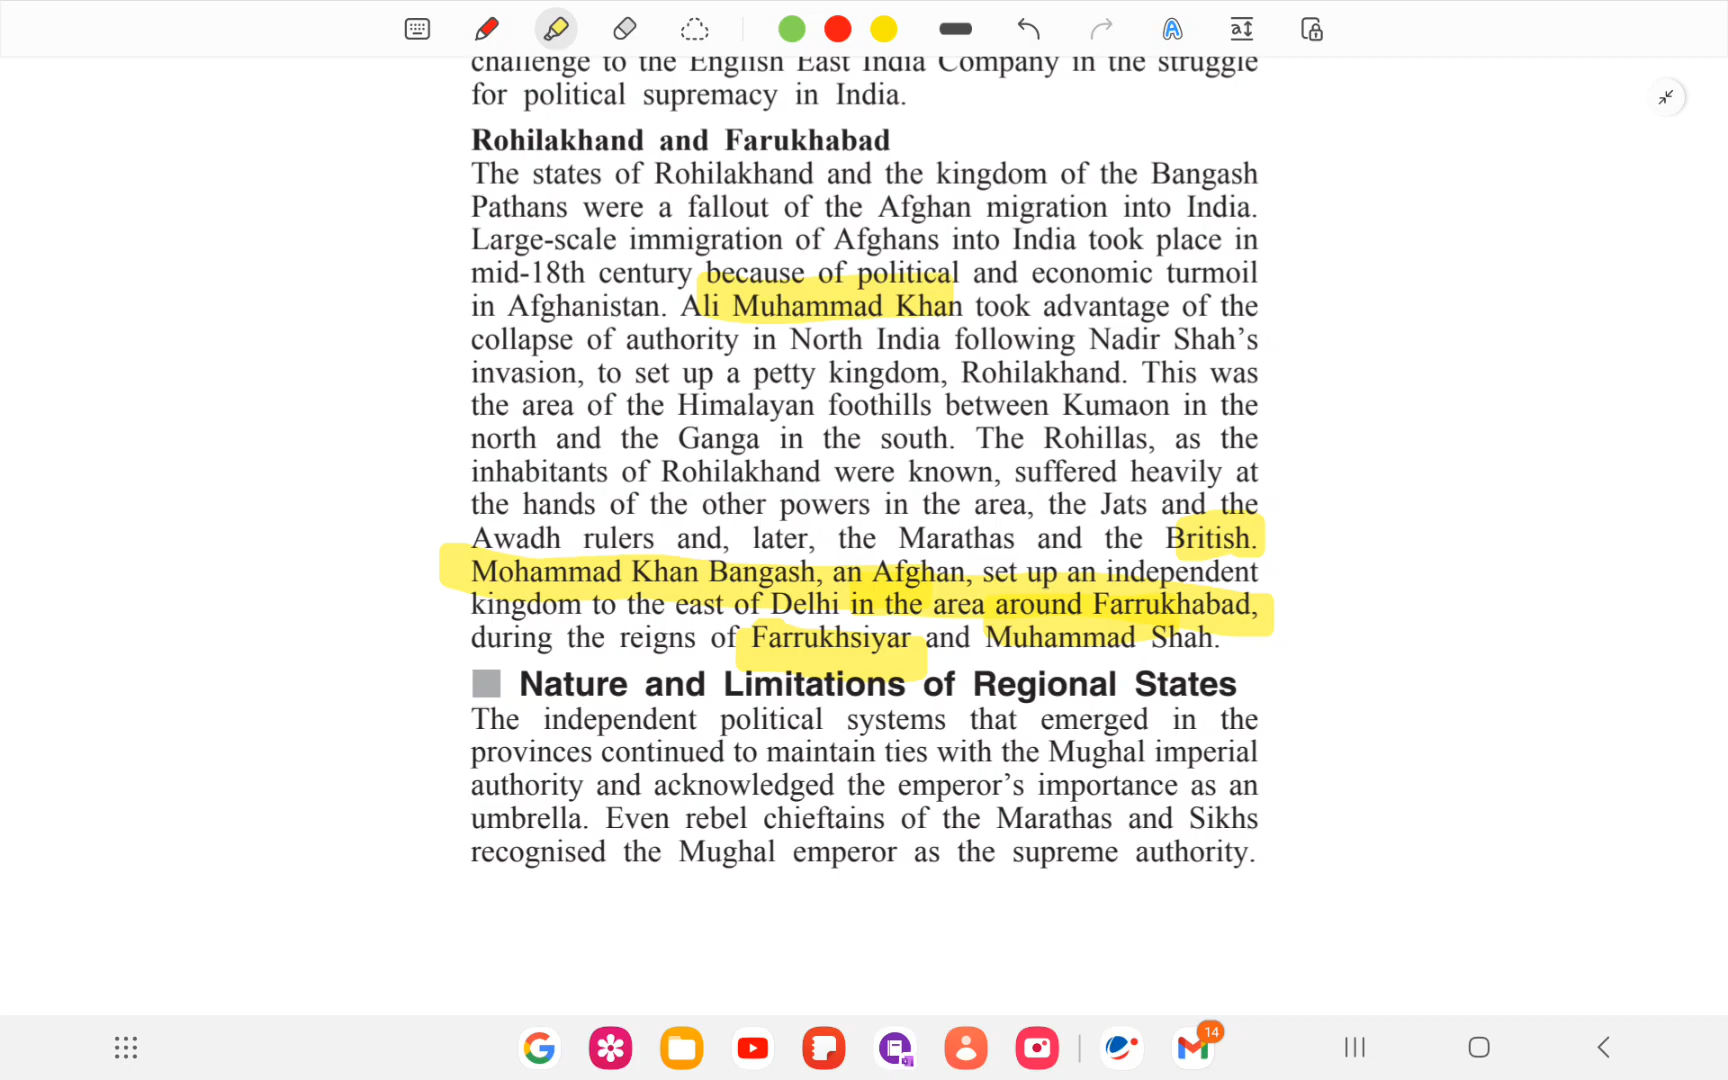 challenge to the English East India Company in the struggle
for political supremacy in India.
Rohilakhand and Farukhabad
The states of Rohilakhand and the kingdom of the Bangash
Pathans were a fallout of the Afghan migration into India.
Large-scale immigration of Afghans into India took place in
mid-18th century because of political and economic turmoil
in Afghanistan. Ali Muhammad Khan took advantage of the
collapse of authority in North India following Nadir Shah’s
invasion, to set up a petty kingdom, Rohilakhand. This was
the area of the Himalayan foothills between Kumaon in the
north and the Ganga in the south. The Rohillas, as the
inhabitants of Rohilakhand were known, suffered heavily at
the hands of the other powers in the area, the Jats and the
Awadh rulers and, later, the Marathas and the British.
Mohammad Khan Bangash, an Afghan, set up an independent
kingdom to the east of Delhi in the area around Farrukhabad,
during the reigns of Farrukhsiyar and Muhammad Shah.
Nature and Limitations of Regional States
The independent political systems that emerged in the
provinces continued to maintain ties with the Mughal imperial
authority and acknowledged the emperor’s importance as an
umbrella. Even rebel chieftains of the Marathas and Sikhs
recognised the Mughal emperor as the supreme authority.
14